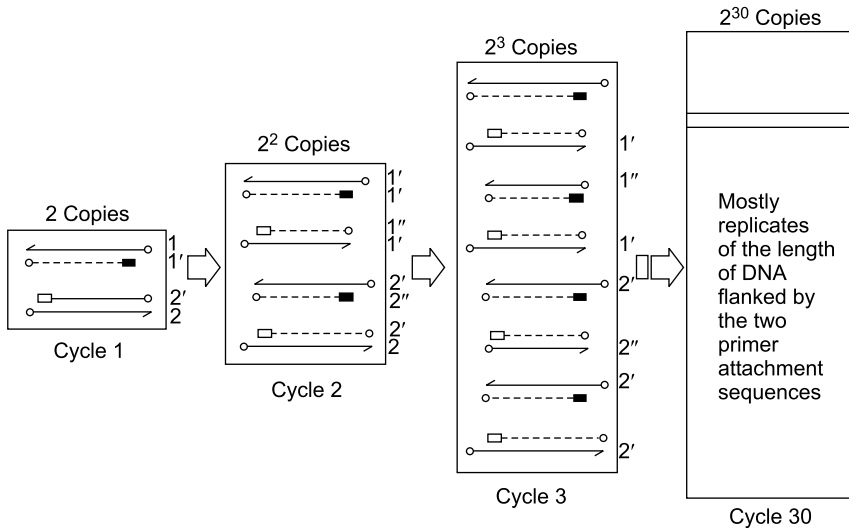 2 Copies
1
1′
2′
2
Cycle 1
2² Copies
1′
1′
1″
1′
2′
2″
2′
2
Cycle 2
2³ Copies
1′
1″
1′
2′
2″
2′
2′
Cycle 3
2³⁰ Copies
Mostly
replicates
of the length
of DNA
flanked by
the two
primer
attachment
sequences
Cycle 30